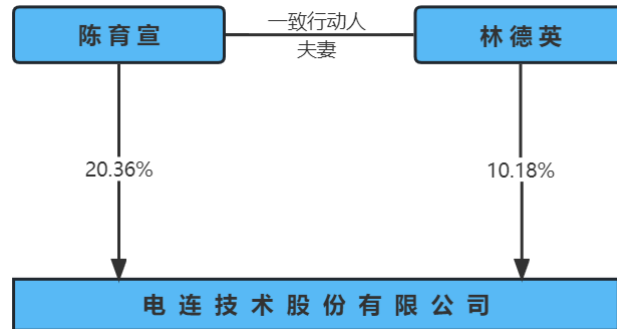 陈育宣
一致行动人
夫妻
林德英
20.36%
10.18%
电连技术股份有限公司